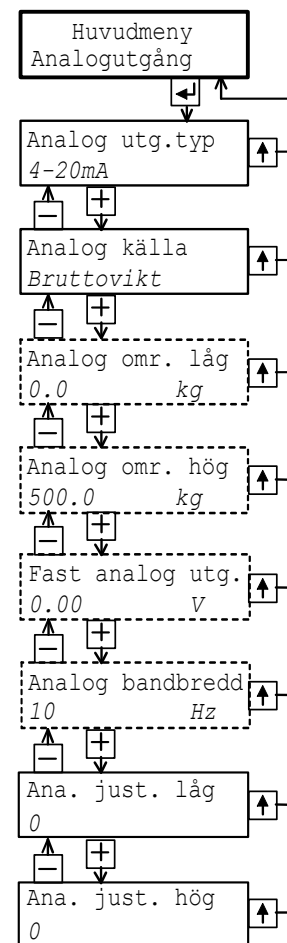 Huvudmeny
Analogutgång
Analog utg.typ
4-20mA
+
−
Analog källa
Bruttovikt
+
−
Analog omr. låg
0.0 kg
+
−
Analog omr. hög
500.0 kg
+
−
Fast analog utg.
0.00 V
+
−
Analog bandbredd
10 Hz
+
−
Ana. just. låg
0
+
−
Ana. just. hög
0